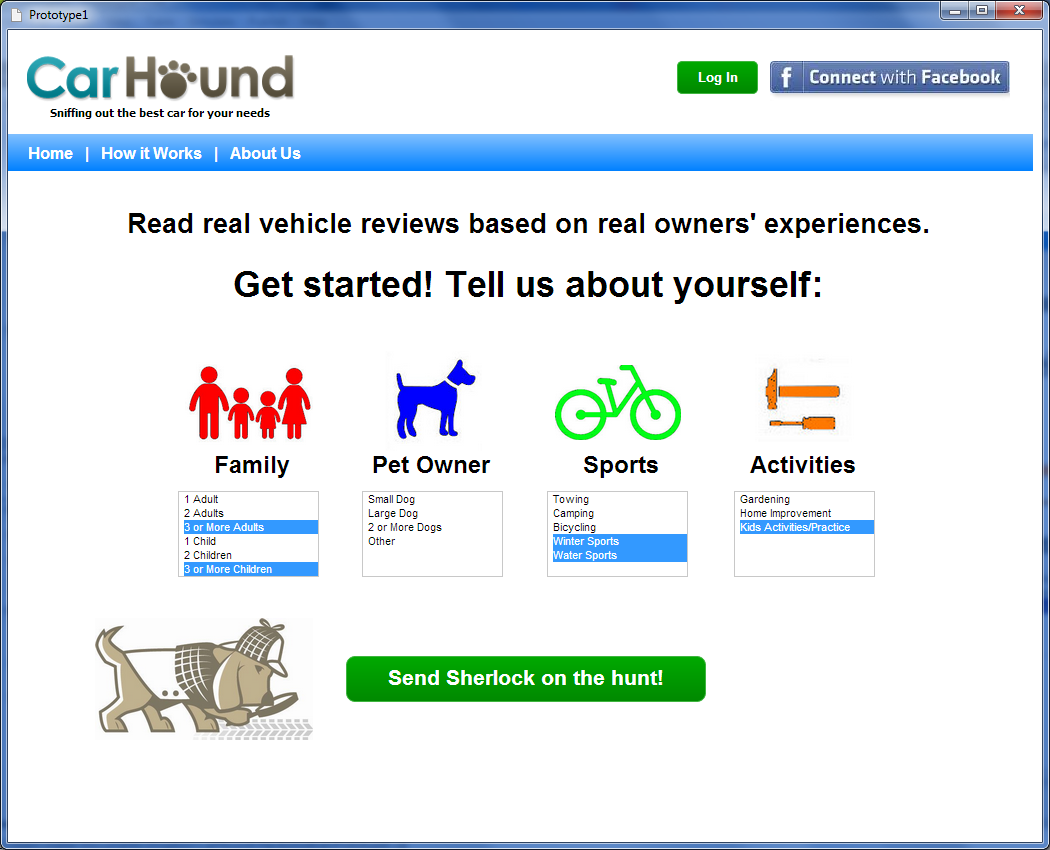 Prototype1
Car Hound
Sniffing out the best car for your needs
Log In
f Connect with Facebook
Home | How it Works | About Us
Read real vehicle reviews based on real owners' experiences.
Get started! Tell us about yourself:
Family
Pet Owner
Sports
Activities
1 Adult
2 Adults
3 or More Adults
1 Child
2 Children
3 or More Children
Small Dog
Large Dog
2 or More Dogs
Other
Towing
Camping
Bicycling
Winter Sports
Water Sports
Gardening
Home Improvement
Kids Activities/Practice
Send Sherlock on the hunt!